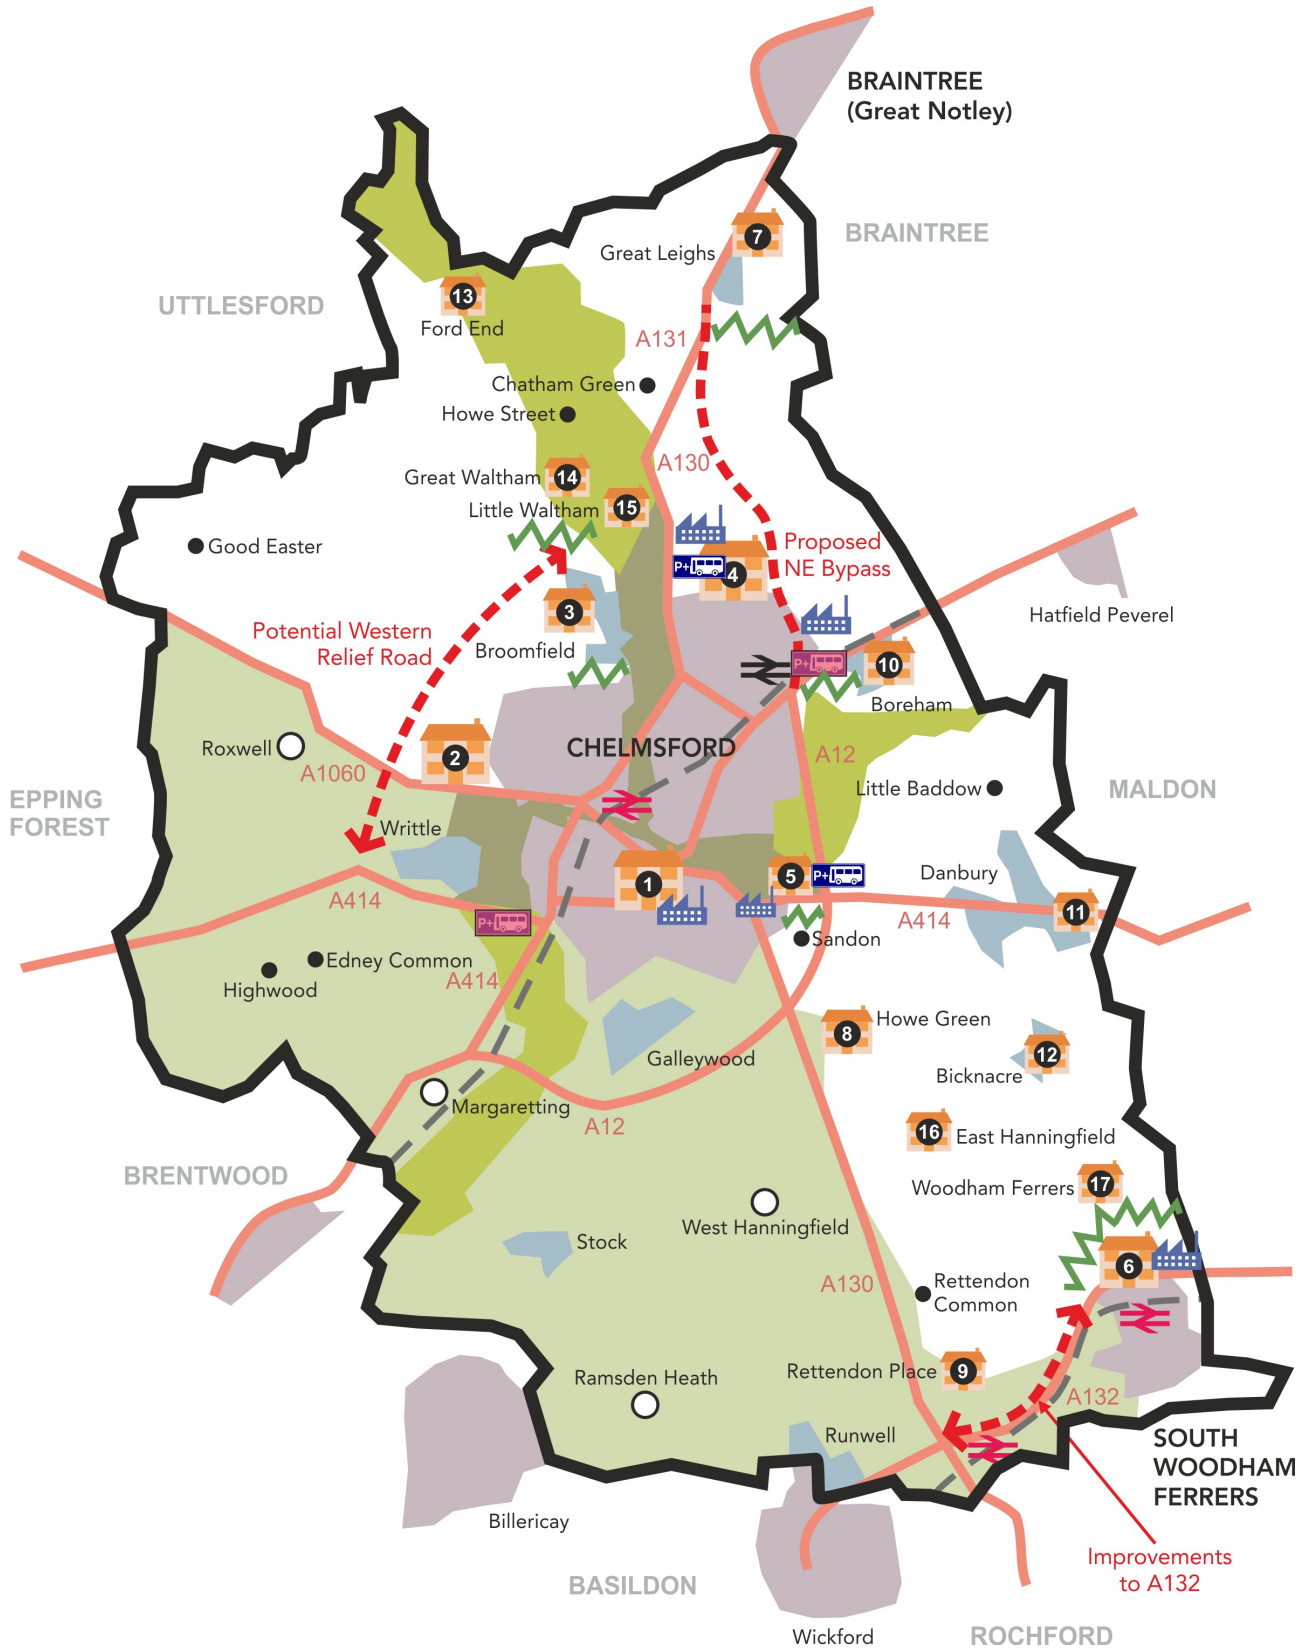 BRAINTREE
(Great Notley)
7
BRAINTREE
Great Leighs
13
UTTLESFORD
Ford End
A131
Chatham Green
Howe Street
A130
Great Waltham
14
Little Waltham
15
Good Easter
Proposed
NE Bypass
P+
4
3
Hatfield Peverel
Potential Western
Relief Road
Broomfield
P+
10
Boreham
Roxwell
2
CHELMSFORD
A12
A1060
Little Baddow
MALDON
EPPING
FOREST
Writtle
Danbury
1
5
P+
A414
11
P+
A414
Sandon
Edney Common
A414
Highwood
8
Howe Green
Galleywood
12
Bicknacre
Margaretting
A12
16
East Hanningfield
BRENTWOOD
Woodham Ferrers
17
West Hanningfield
Stock
6
A130
Rettendon
Common
Rettendon Place
9
Ramsden Heath
A132
Runwell
SOUTH
WOODHAM
FERRERS
Billericay
Improvements
to A132
BASILDON
Wickford
ROCHFORD